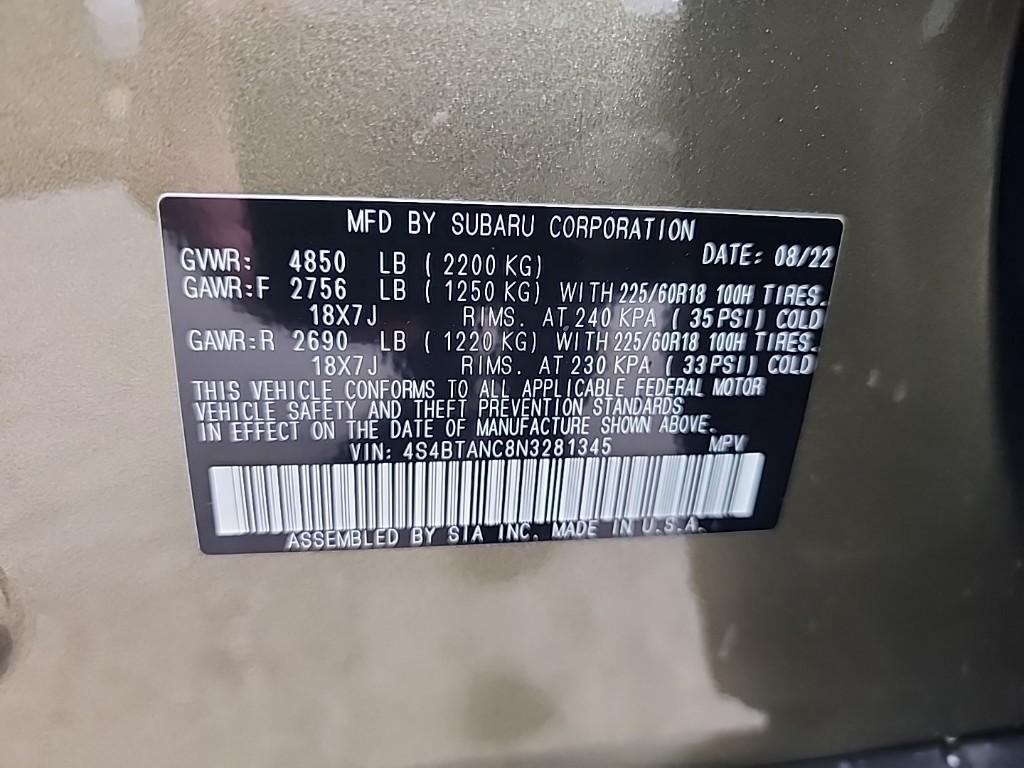 MFD BY SUBARU CORPORATION
DATE: 08/22
GVWR: 4850 LB ( 2200 KG)
GAWR:F 2756 LB ( 1250 KG) WITH 225/60R18 100H TIRES.
18X7J RIMS. AT 240 KPA ( 35 PSI) COLD
GAWR:R 2690 LB ( 1220 KG) WITH 225/60R18 100H TIRES.
18X7J RIMS. AT 230 KPA ( 33 PSI) COLD
THIS VEHICLE CONFORMS TO ALL APPLICABLE FEDERAL MOTOR
VEHICLE SAFETY AND THEFT PREVENTION STANDARDS
IN EFFECT ON THE DATE OF MANUFACTURE SHOWN ABOVE.
VIN: 4S4BTANC8N3281345 MPV
ASSEMBLED BY SIA INC. MADE IN U.S.A.